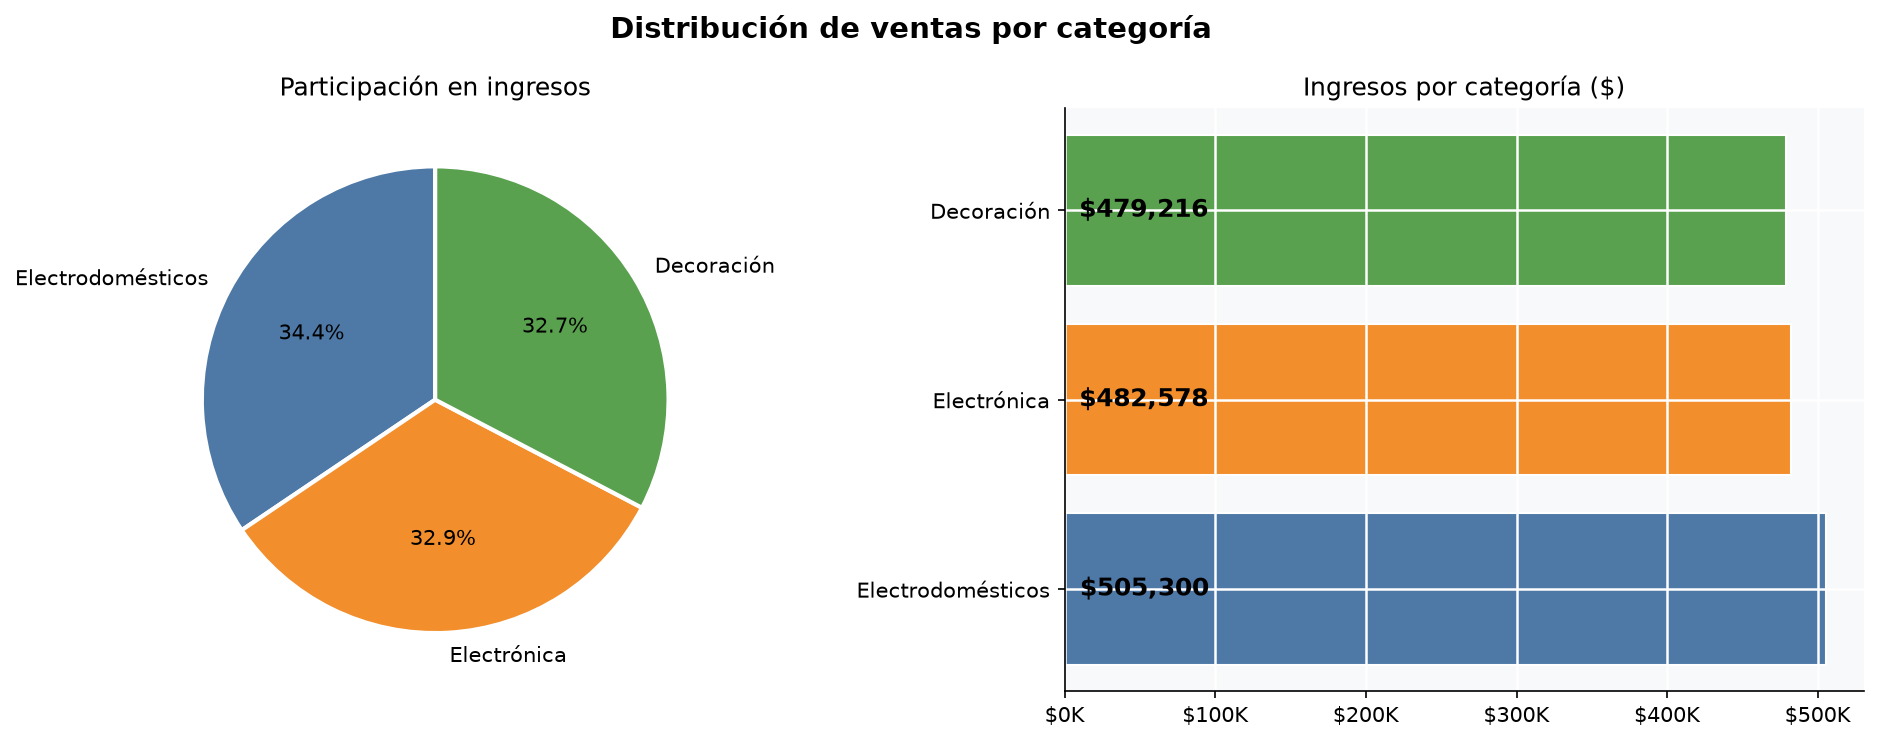 Distribución de ventas por categoría
Participación en ingresos
Electrodomésticos
34.4%
Decoración
32.7%
32.9%
Electrónica
Ingresos por categoría ($)
Decoración
$479,216
Electrónica
$482,578
Electrodomésticos
$505,300
$0K $100K $200K $300K $400K $500K